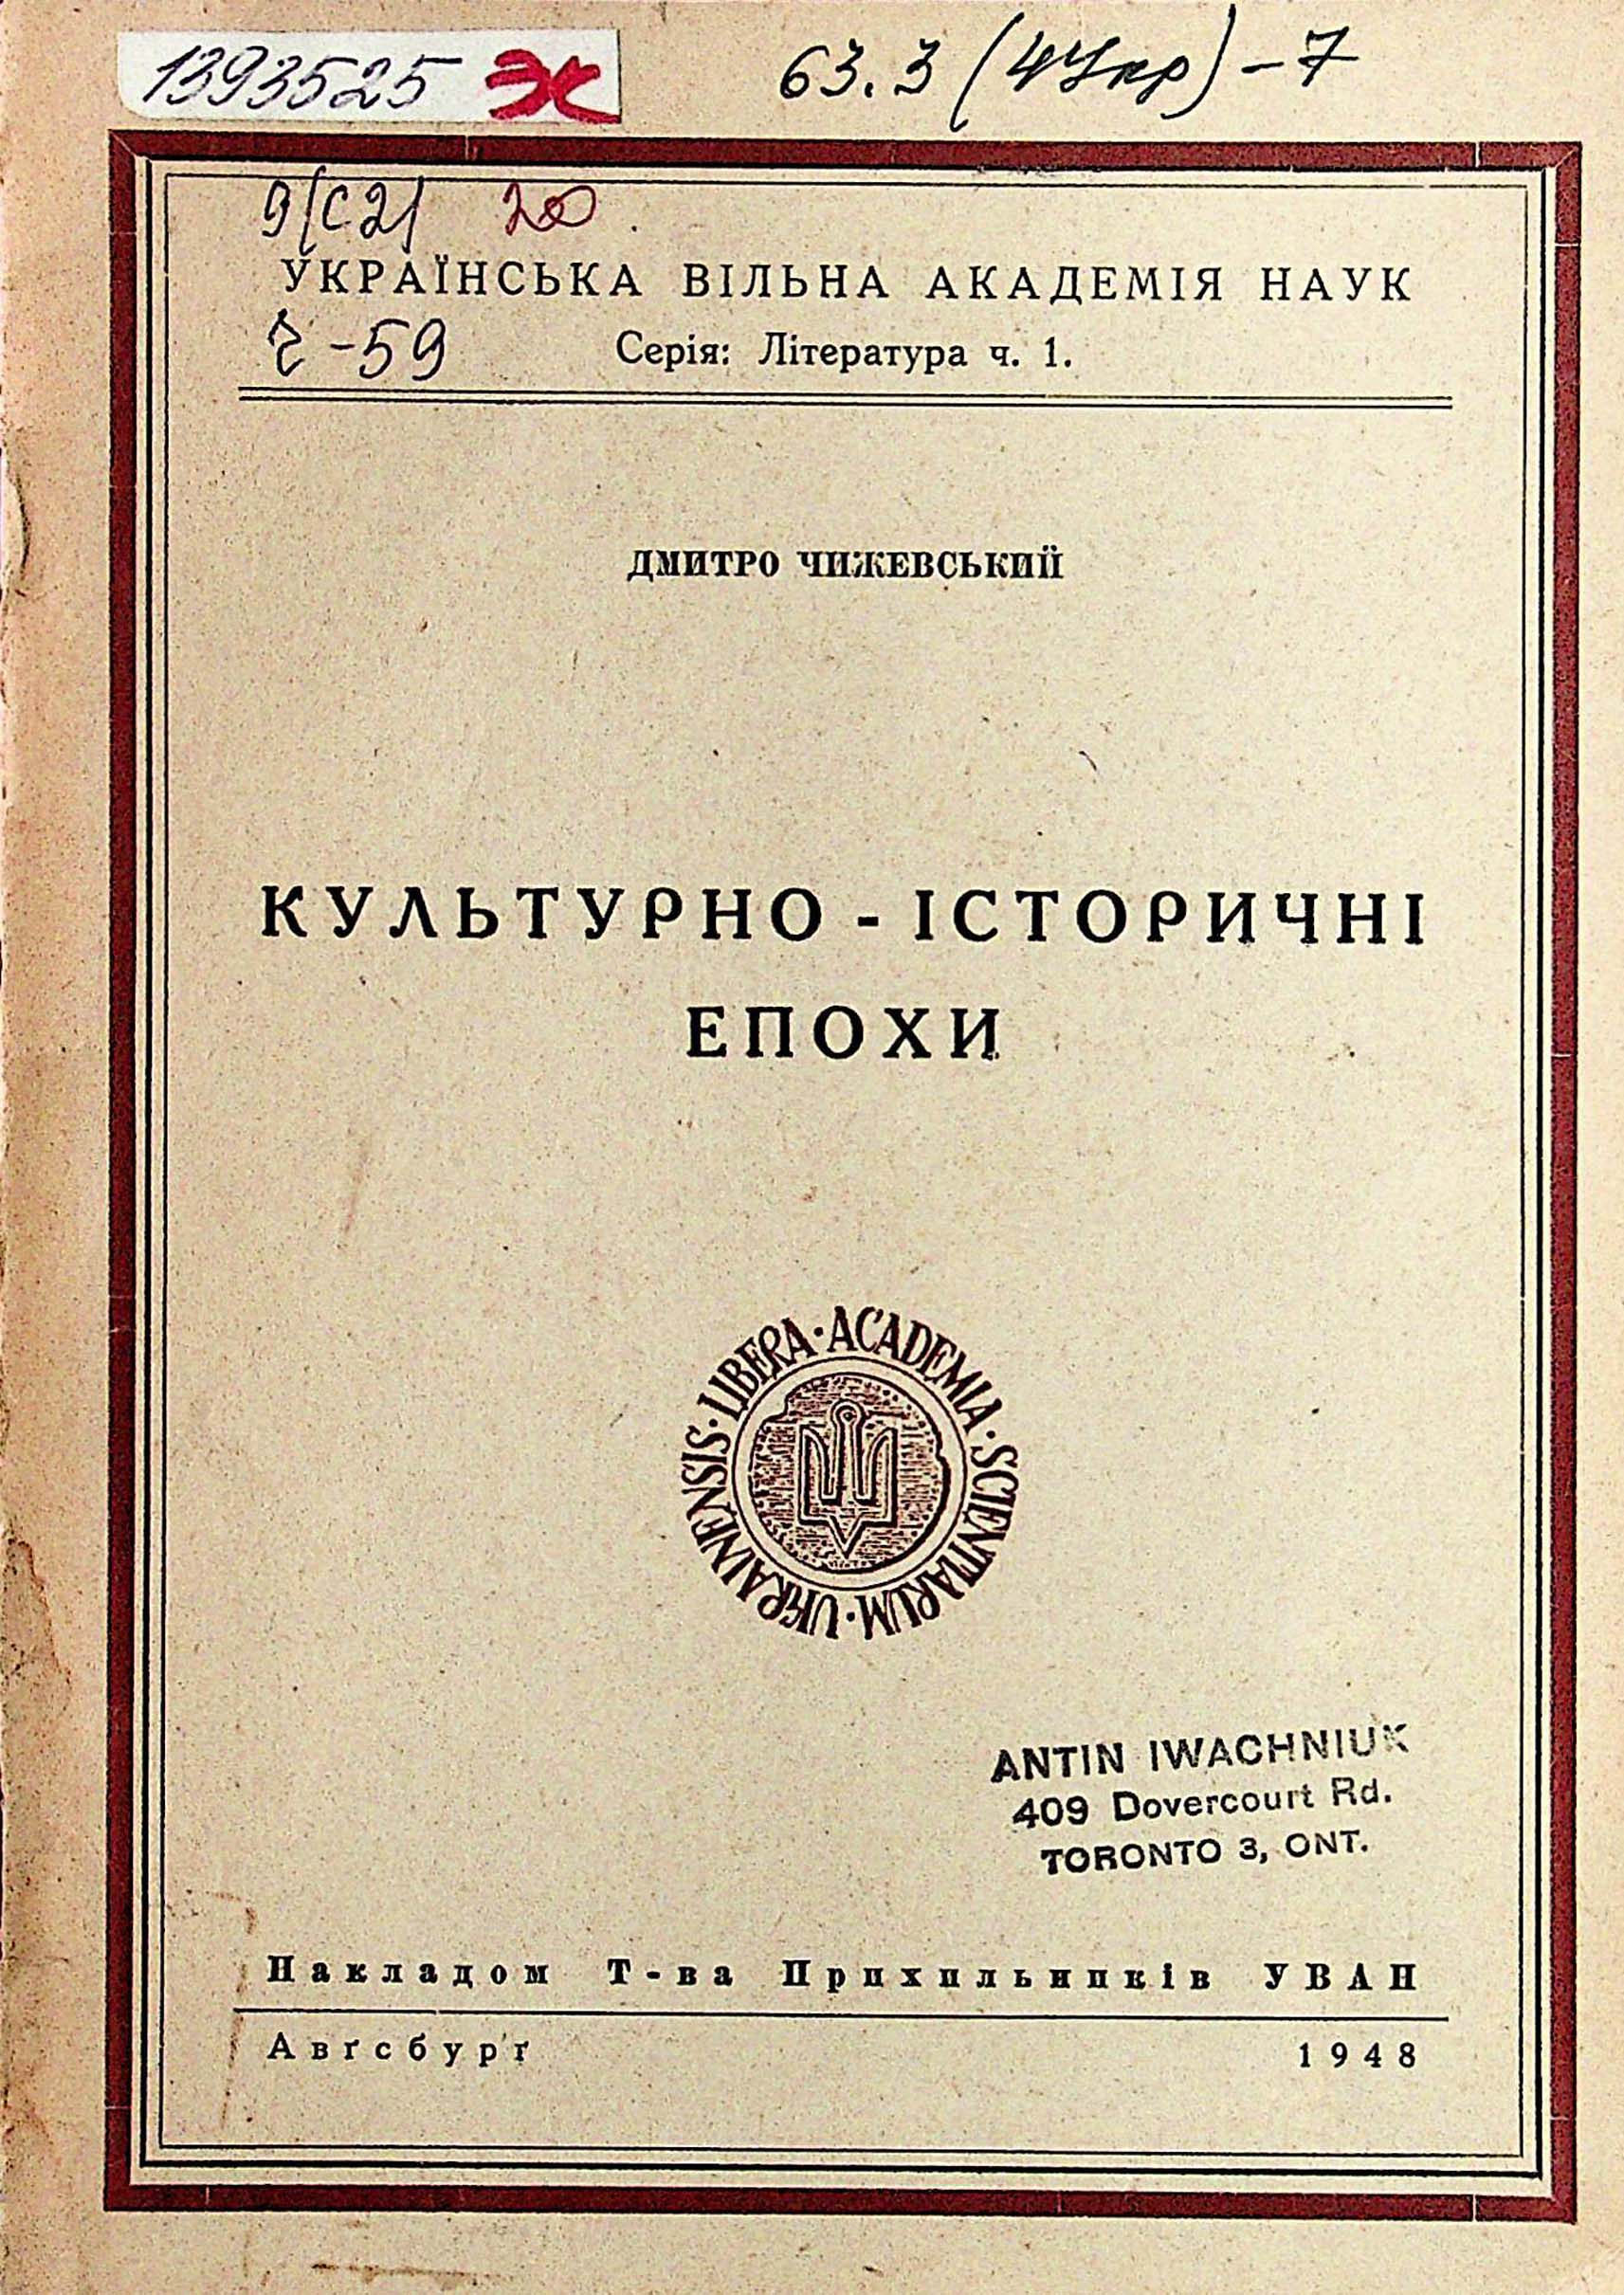 1393525 Ж
63.3 (4Укр) - 7
9(С2)
УКРАЇНСЬКА ВІЛЬНА АКАДЕМІЯ НАУК
Ч-59
Серія: Література ч. 1.
ДМИТРО ЧИЖЕВСЬКИЙ
КУЛЬТУРНО - ІСТОРИЧНІ
ЕПОХИ
UKRAINENSIS · LIBERA · ACADEMIA · SCIENTIARUM ·
ANTIN IWACHNIUK
409 Dovercourt Rd.
TORONTO 3, ONT.
Накладом Т-ва Прихильників УВАН
Авґсбурґ 1948